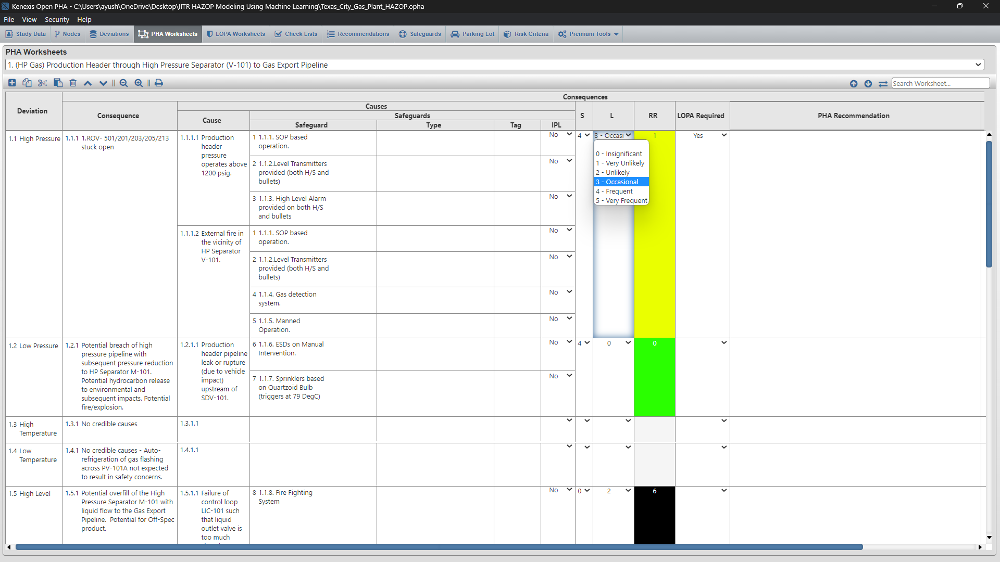 Kenexis Open PHA - C:\Users\ayush\OneDrive\Desktop\IITR HAZOP Modeling Using Machine Learning\Texas_City_Gas_Plant_HAZOP.opha
File View Security Help
Study Data Nodes Deviations PHA Worksheets LOPA Worksheets Check Lists Recommendations Safeguards Parking Lot Risk Criteria Premium Tools
PHA Worksheets
1. (HP Gas) Production Header through High Pressure Separator (V-101) to Gas Export Pipeline
Search Worksheet...
Deviation
Consequences
Consequence
Causes
Cause
Safeguards
Safeguard
Type
Tag
IPL
S
L
RR
LOPA Required
PHA Recommendation
1.1 High Pressure
1.1.1 1.ROV- 501/201/203/205/213
stuck open
1.1.1.1 Production
header
pressure
operates above
1200 psig.
1 1.1.1. SOP based
operation.
No
2 1.1.2.Level Transmitters
provided (both H/S and
bullets)
No
3 1.1.3. High Level Alarm
provided on both H/S
and bullets
No
4
3 - Occasi
0 - Insignificant
1 - Very Unlikely
2 - Unlikely
3 - Occasional
4 - Frequent
5 - Very Frequent
1
Yes
1.1.1.2 External fire in
the vicinity of
HP Separator
V-101.
1 1.1.1. SOP based
operation.
No
2 1.1.2.Level Transmitters
provided (both H/S and
bullets)
No
4 1.1.4. Gas detection
system.
No
5 1.1.5. Manned
Operation.
No
1.2 Low Pressure
1.2.1 Potential breach of high
pressure pipeline with
subsequent pressure reduction
to HP Separator M-101.
Potential hydrocarbon release
to environmental and
subsequent impacts. Potential
fire/explosion.
1.2.1.1 Production
header pipeline
leak or rupture
(due to vehicle
impact)
upstream of
SDV-101.
6 1.1.6. ESDs on Manual
Intervention.
No
7 1.1.7. Sprinklers based
on Quartzoid Bulb
(triggers at 79 DegC)
No
4
0
0
1.3 High
Temperature
1.3.1 No credible causes
1.3.1.1
1.4 Low
Temperature
1.4.1 No credible causes - Auto-
refrigeration of gas flashing
across PV-101A not expected
to result in safety concerns.
1.4.1.1
1.5 High Level
1.5.1 Potential overfill of the High
Pressure Separator M-101 with
liquid flow to the Gas Export
Pipeline. Potential for Off-Spec
product.
1.5.1.1 Failure of
control loop
LIC-101 such
that liquid
outlet valve is
too much
8 1.1.8. Fire Fighting
System
No
0
2
6